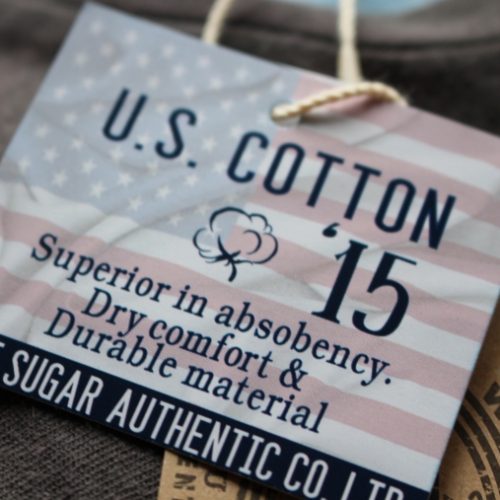 U.S. COTTON
'15
Superior in absobency.
Dry comfort &
Durable material
SUGAR AUTHENTIC CO. LTD